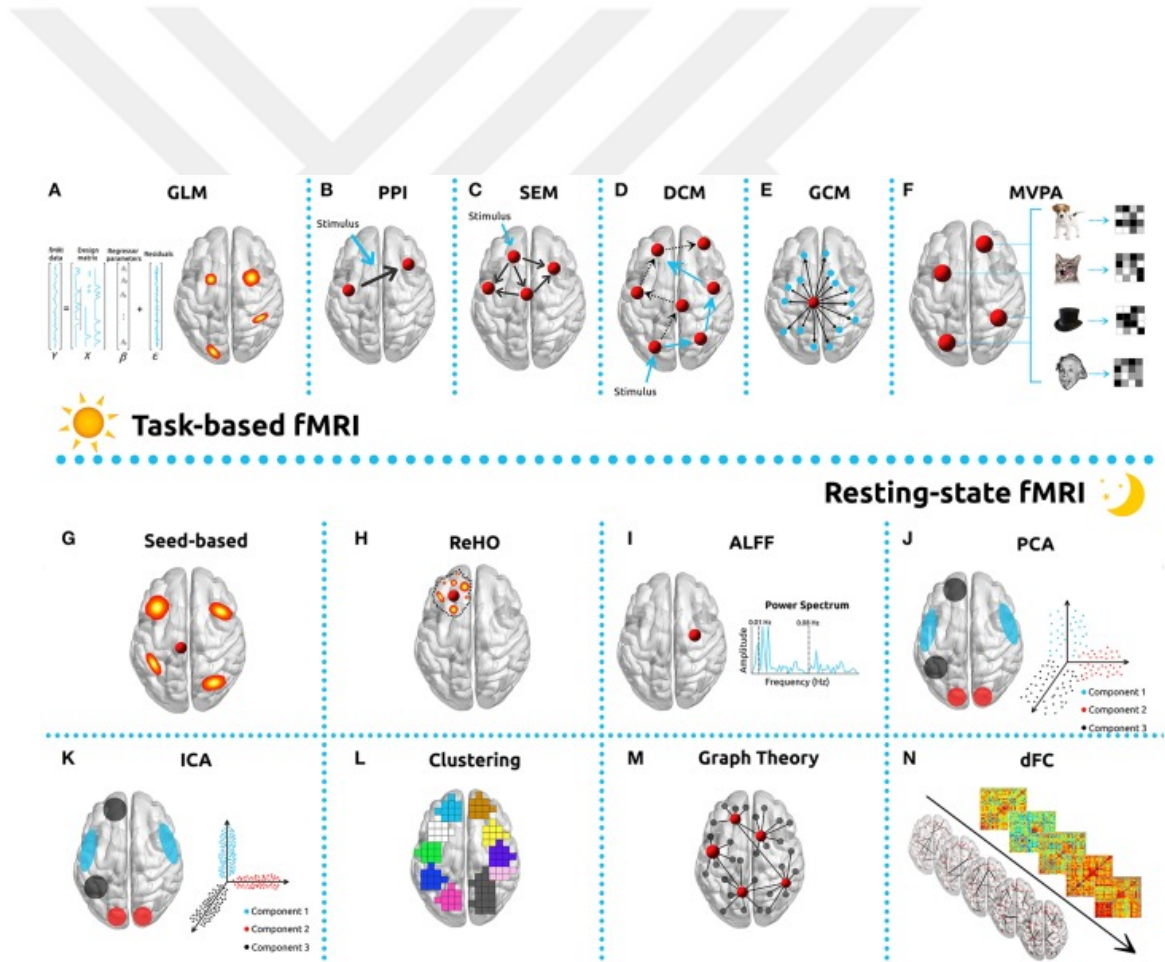 A GLM
B PPI
C SEM
D DCM
E GCM
F MVPA
data
Design matrix
Regressor parameters
Residuals
=
+
Y X β ε
Stimulus
Stimulus
Stimulus
Task-based fMRI
Resting-state fMRI
G Seed-based
H ReHO
I ALFF
Power Spectrum
0.01 Hz
0.08 Hz
Amplitude
Frequency (Hz)
J PCA
Component 1
Component 2
Component 3
K ICA
Component 1
Component 2
Component 3
L Clustering
M Graph Theory
N dFC